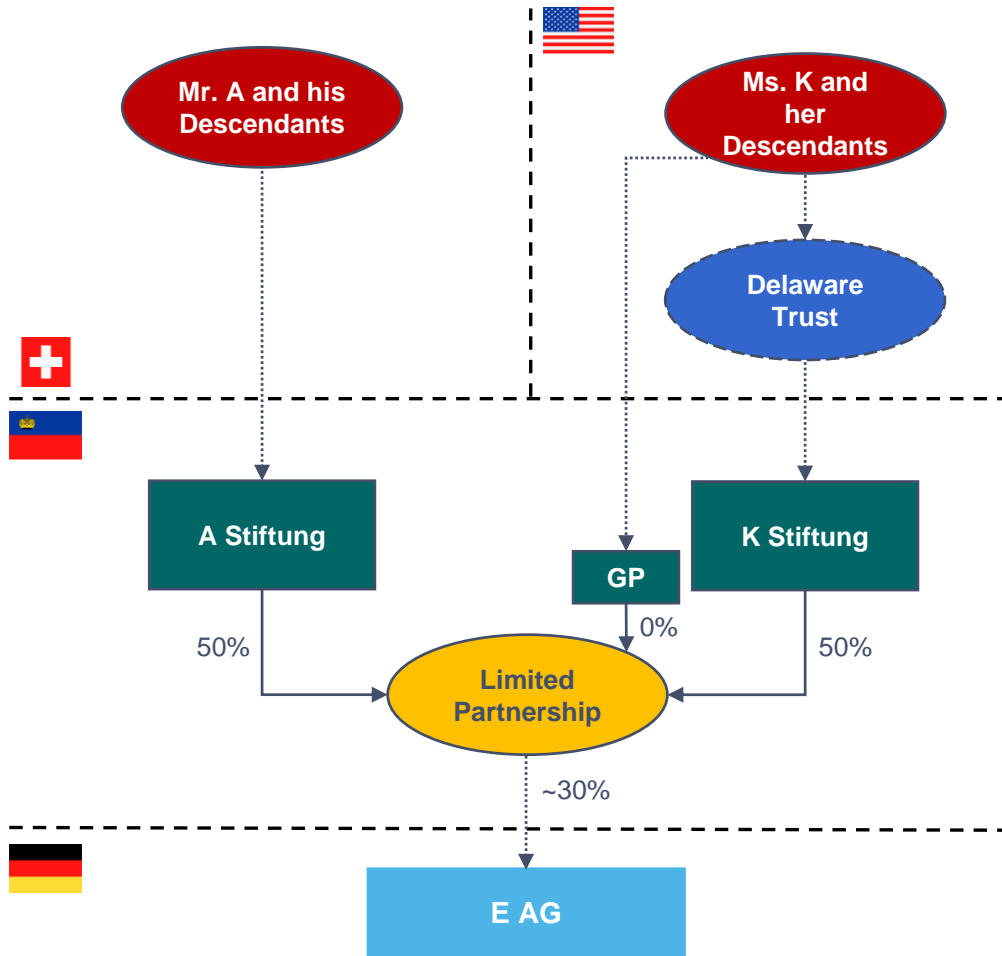 Mr. A and his
Descendants
Ms. K and
her
Descendants
Delaware
Trust
A Stiftung
GP
K Stiftung
50%
0%
50%
Limited
Partnership
~30%
E AG